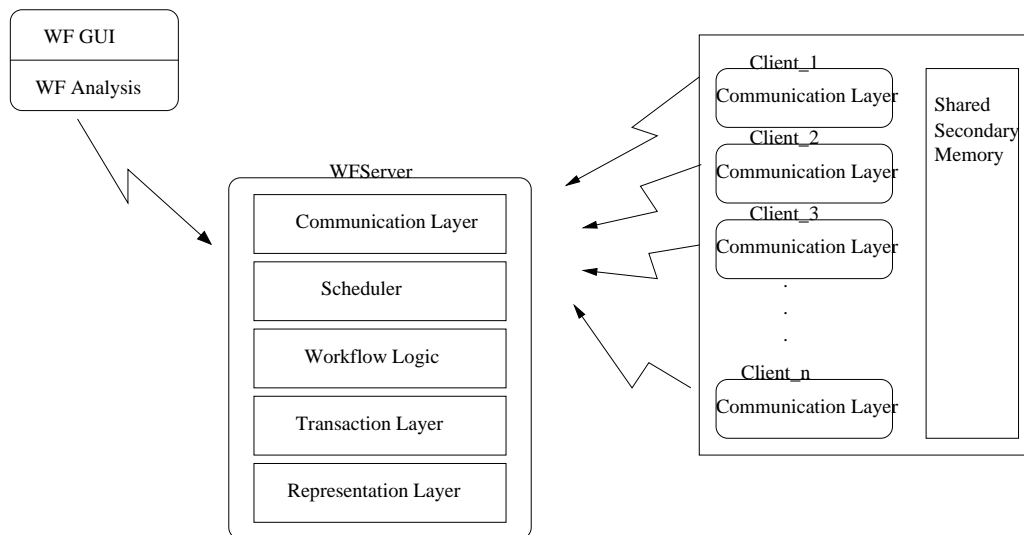 WF GUI
WF Analysis
WFServer
Communication Layer
Scheduler
Workflow Logic
Transaction Layer
Representation Layer
Client_1
Communication Layer
Client_2
Communication Layer
Client_3
Communication Layer
.
.
.
Client_n
Communication Layer
Shared
Secondary
Memory